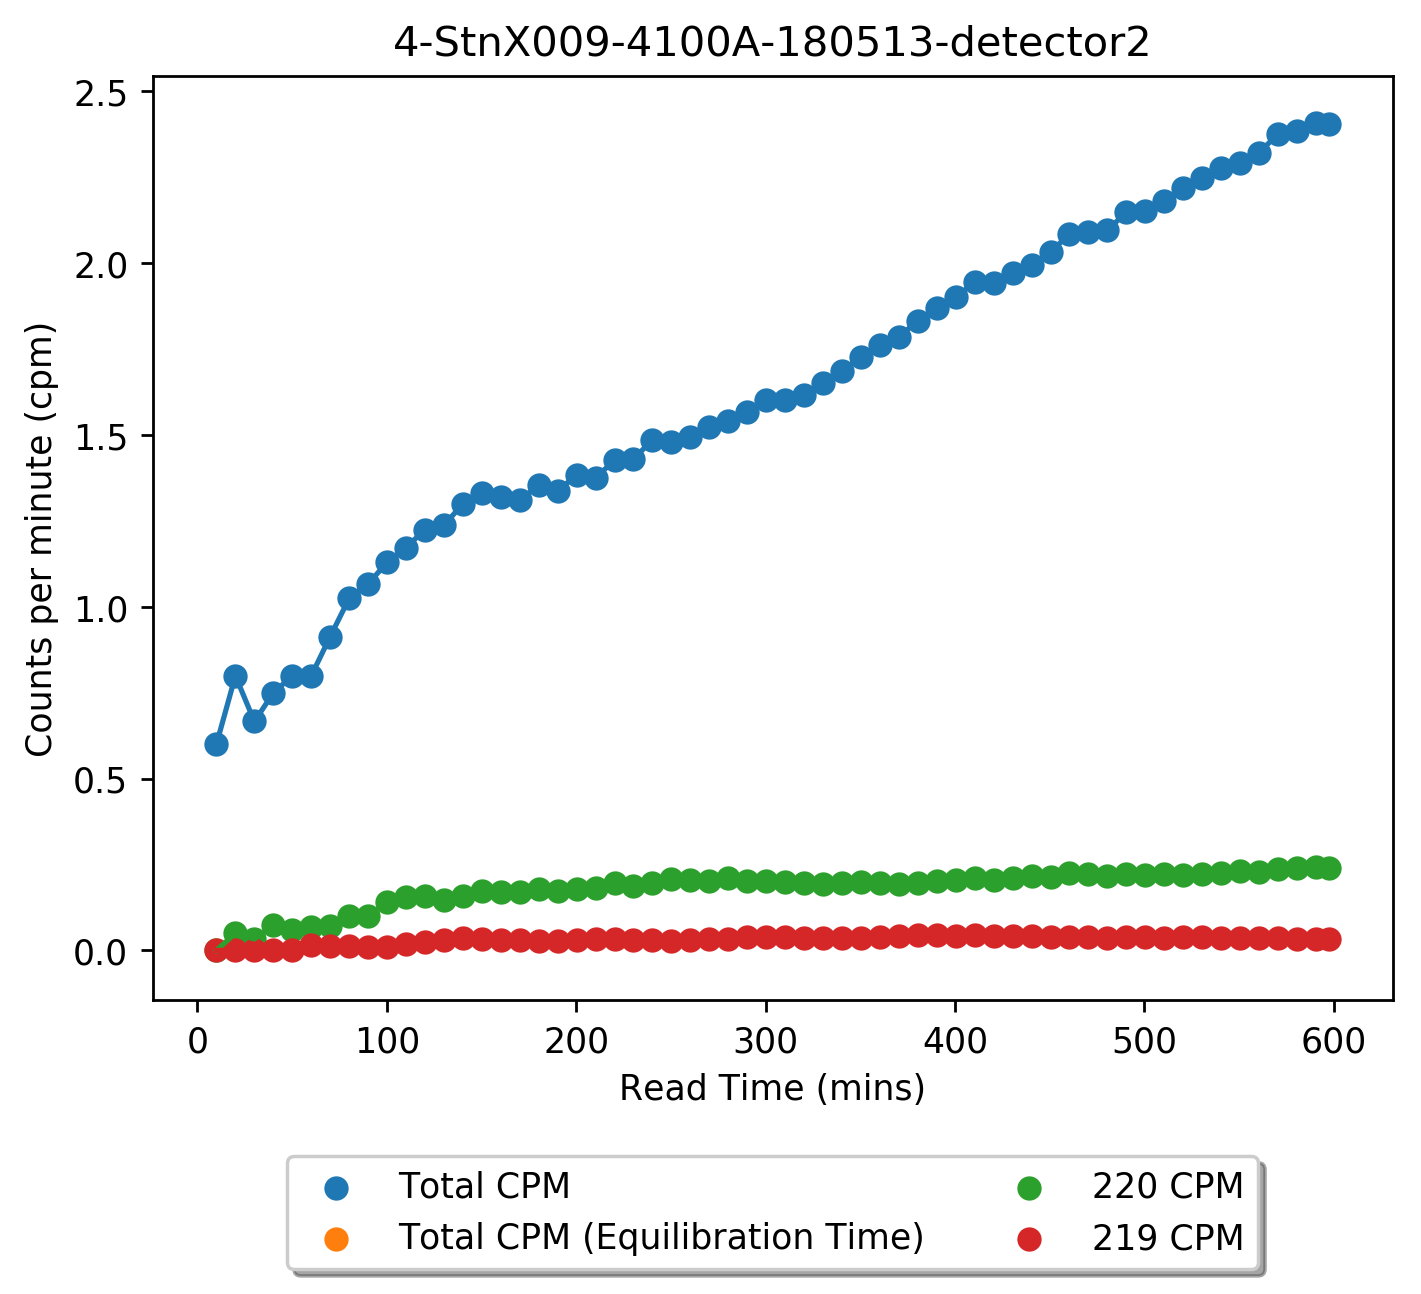 4-StnX009-4100A-180513-detector2
2.5
2.0
1.5
1.0
0.5
0.0
Counts per minute (cpm)
0 100 200 300 400 500 600
Read Time (mins)
Total CPM
Total CPM (Equilibration Time)
220 CPM
219 CPM